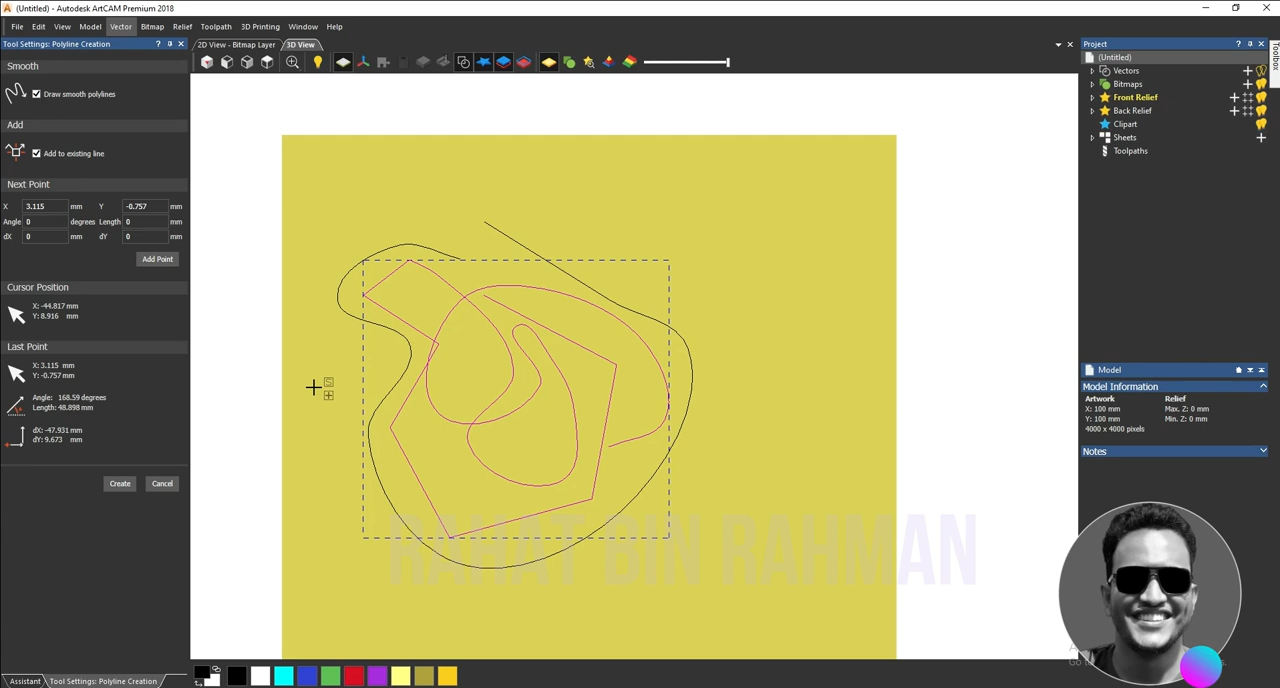 (Untitled) - Autodesk ArtCAM Premium 2018
File Edit View Model Vector Bitmap Relief Toolpath 3D Printing Window Help
Tool Settings: Polyline Creation ?
2D View - Bitmap Layer 3D View
Project ?
Toolbox
Smooth
Draw smooth polylines
Add
Add to existing line
Next Point
X 3.115 mm Y -0.757 mm
Angle 0 degrees Length 0 mm
dX 0 mm dY 0 mm
Add Point
Cursor Position
X: -44.817 mm
Y: 8.916 mm
Last Point
X: 3.115 mm
Y: -0.757 mm
Angle: 168.59 degrees
Length: 48.898 mm
dX: -47.931 mm
dY: 9.673 mm
Create Cancel
Assistant Tool Settings: Polyline Creation
S
RAHAT BIN RAHMAN
(Untitled)
Vectors
Bitmaps
Front Relief
Back Relief
Clipart
Sheets
Toolpaths
Model
Model Information
Artwork Relief
X: 100 mm Max. Z: 0 mm
Y: 100 mm Min. Z: 0 mm
4000 x 4000 pixels
Notes